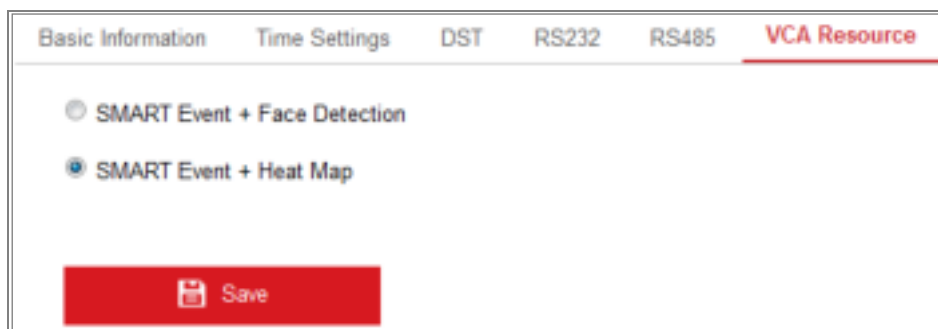 Basic Information Time Settings DST RS232 RS485 VCA Resource
SMART Event + Face Detection
SMART Event + Heat Map
Save